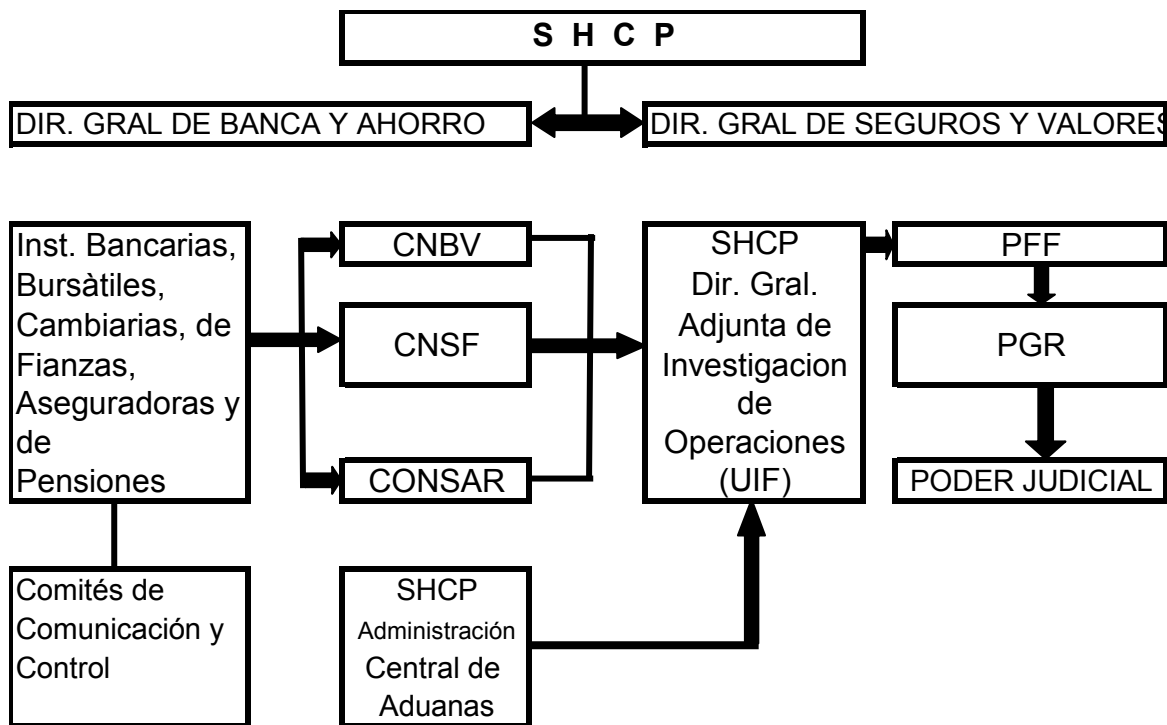 S H C P
DIR. GRAL DE BANCA Y AHORRO
DIR. GRAL DE SEGUROS Y VALORES
Inst. Bancarias,
Bursàtiles,
Cambiarias, de
Fianzas,
Aseguradoras y
de
Pensiones
CNBV
CNSF
CONSAR
SHCP
Dir. Gral.
Adjunta de
Investigacion
de
Operaciones
(UIF)
PFF
PGR
PODER JUDICIAL
Comités de
Comunicación y
Control
SHCP
Administración
Central de
Aduanas